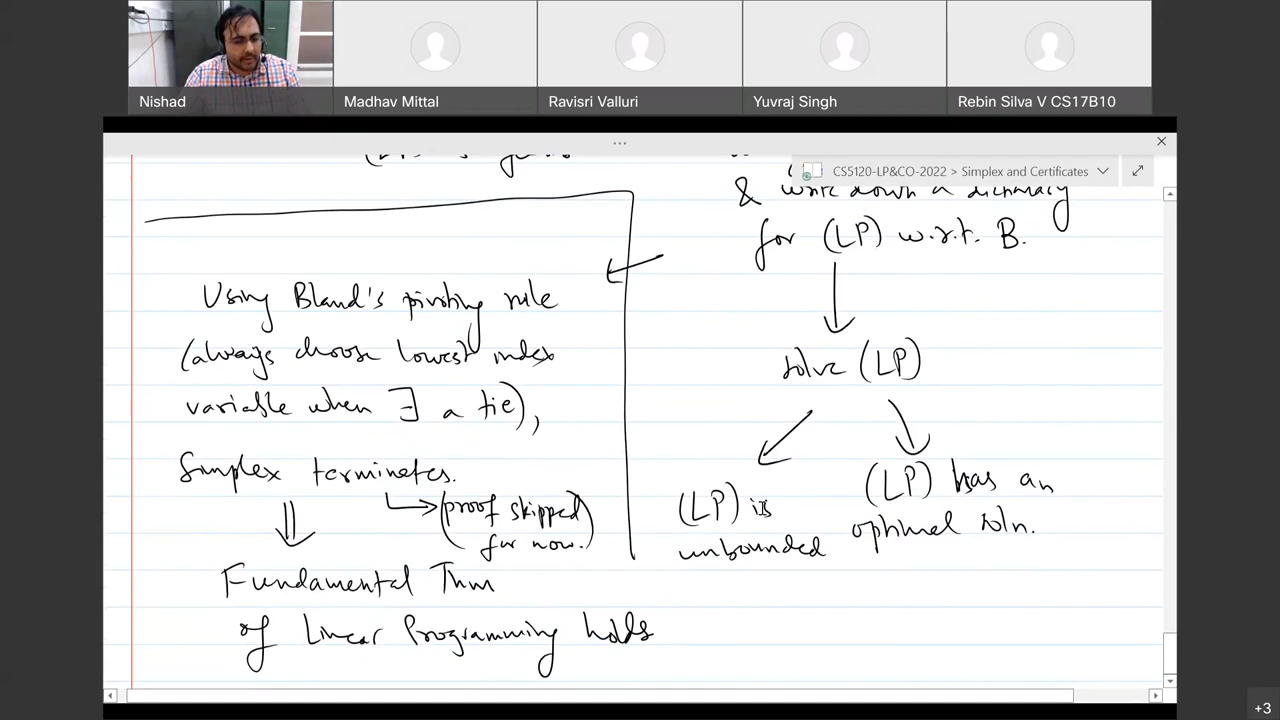 Nishad
Madhav Mittal
Ravisri Valluri
Yuvraj Singh
Rebin Silva V CS17B10
CS5120-LP&CO-2022 > Simplex and Certificates
& write down a dictionary
for (LP) w.r.t. B.
Using Bland's pivoting rule
(always choose lowest index
variable when ∃ a tie),
Simplex terminates.
(proof skipped
for now.)
Fundamental Thm
of Linear Programming holds
solve (LP)
(LP) is
unbounded
(LP) has an
optimal soln.
+3